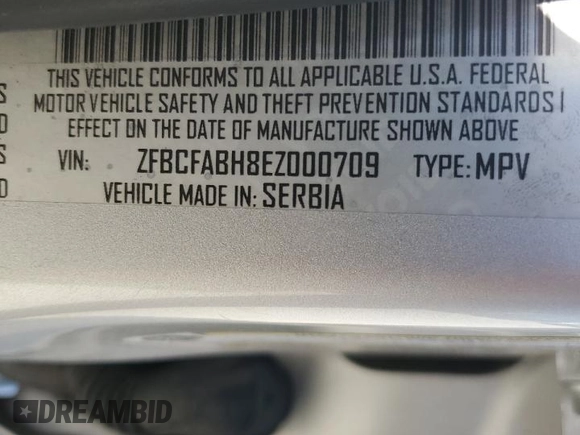 THIS VEHICLE CONFORMS TO ALL APPLICABLE U.S.A. FEDERAL
S MOTOR VEHICLE SAFETY AND THEFT PREVENTION STANDARDS I
D EFFECT ON THE DATE OF MANUFACTURE SHOWN ABOVE
S VIN: ZFBCFABH8EZ000709 TYPE: MPV
D VEHICLE MADE IN: SERBIA
DREAMBID